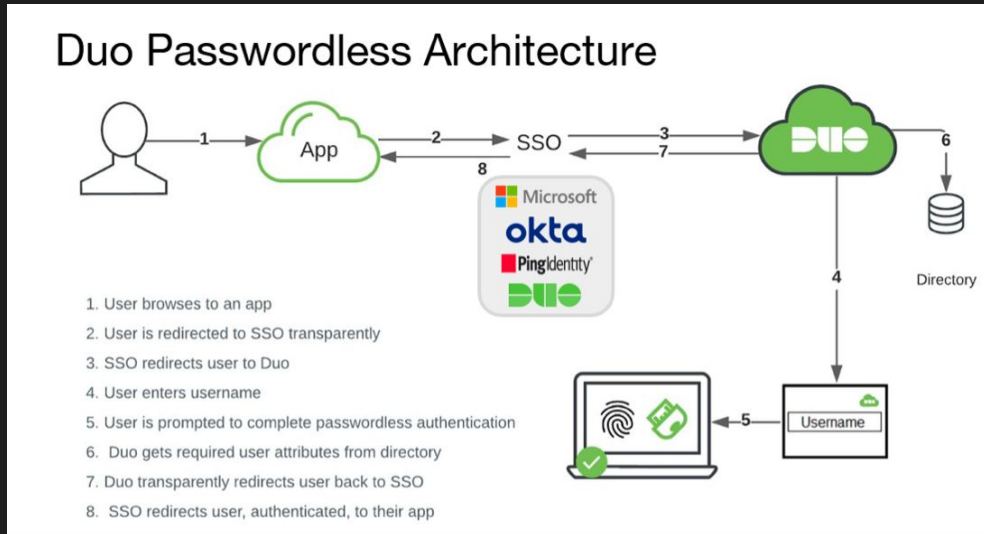 Duo Passwordless Architecture
1
App
2
SSO
3
7
8
DUO
6
Microsoft
okta
PingIdentity
DUO
4
Directory
1. User browses to an app
2. User is redirected to SSO transparently
3. SSO redirects user to Duo
4. User enters username
5. User is prompted to complete passwordless authentication
6. Duo gets required user attributes from directory
7. Duo transparently redirects user back to SSO
8. SSO redirects user, authenticated, to their app
5
Username